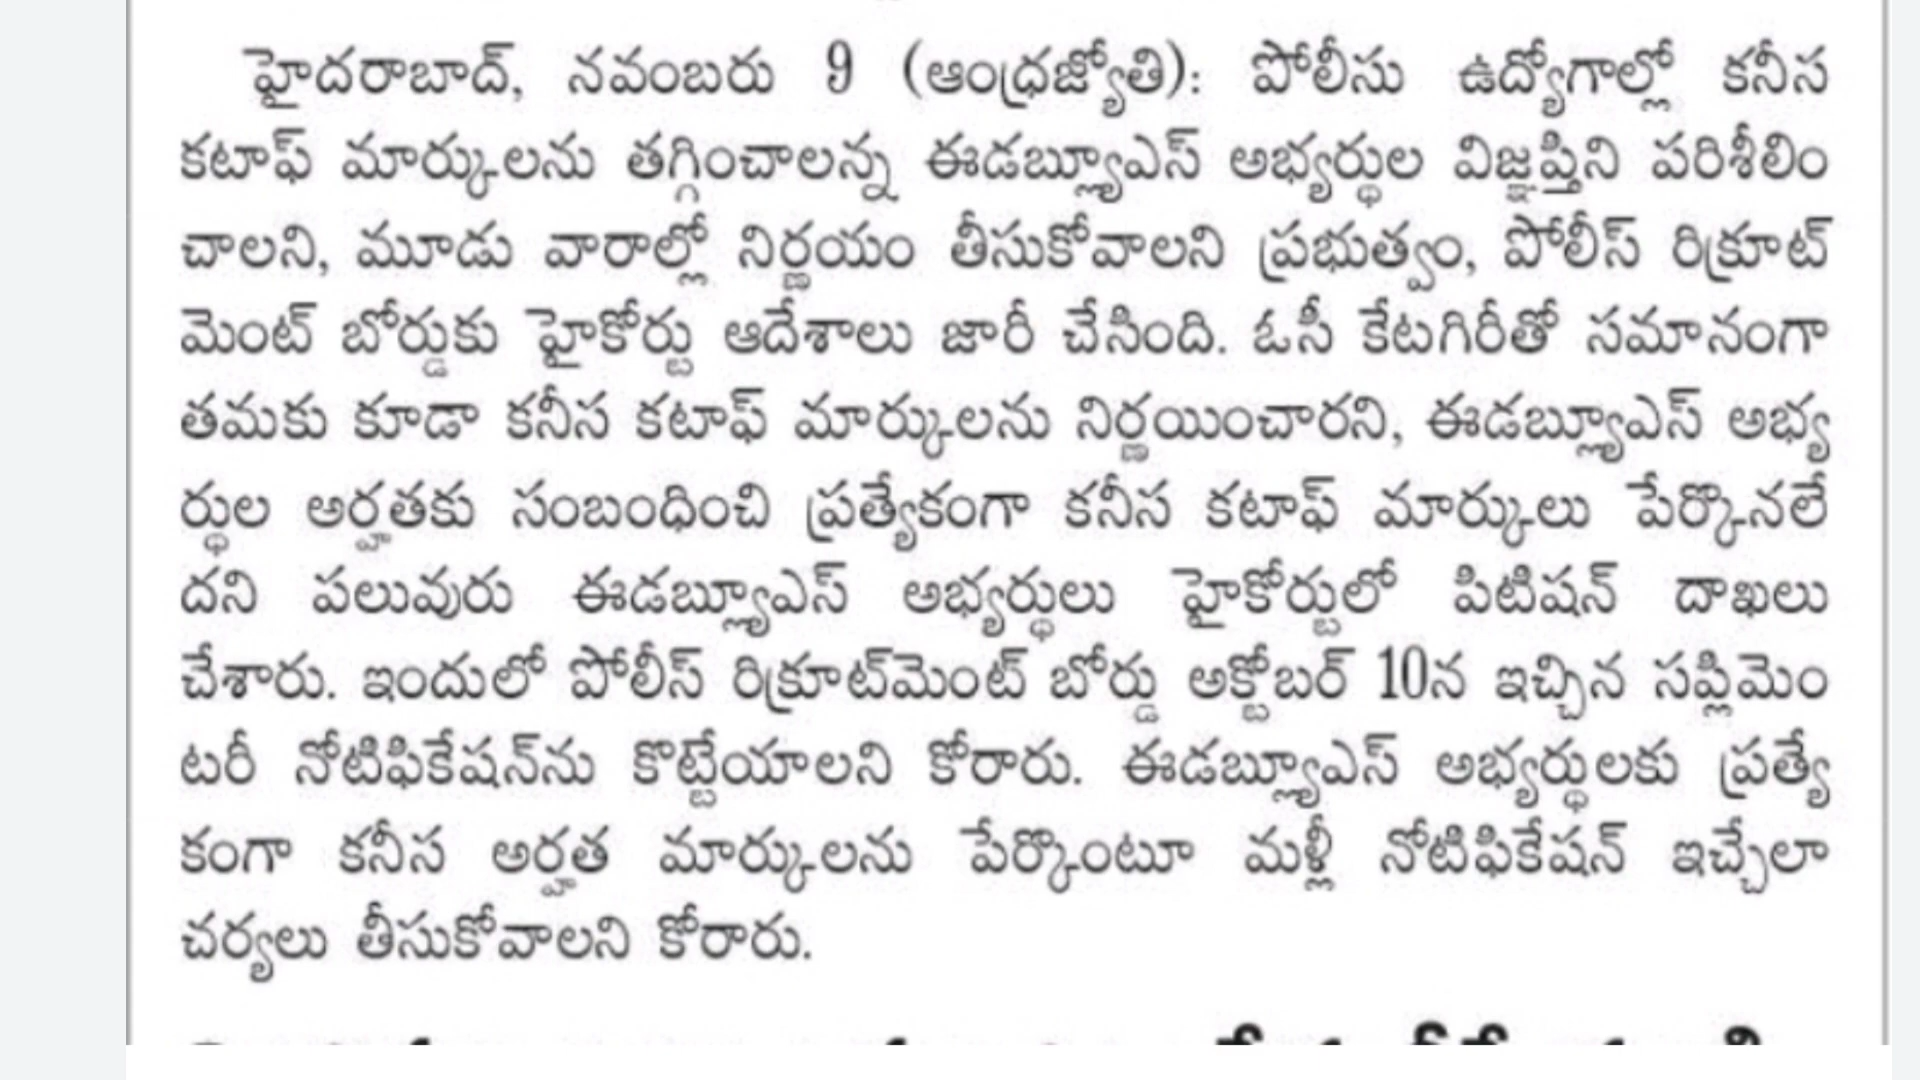 హైదరాబాద్, నవంబరు 9 (ఆంధ్రజ్యోతి): పోలీసు ఉద్యోగాల్లో కనీస
కటాఫ్ మార్కులను తగ్గించాలన్న ఈడబ్ల్యూఎస్ అభ్యర్థుల విజ్ఞప్తిని పరిశీలిం
చాలని, మూడు వారాల్లో నిర్ణయం తీసుకోవాలని ప్రభుత్వం, పోలీస్ రిక్రూట్
మెంట్ బోర్డుకు హైకోర్టు ఆదేశాలు జారీ చేసింది. ఓసీ కేటగిరీతో సమానంగా
తమకు కూడా కనీస కటాఫ్ మార్కులను నిర్ణయించారని, ఈడబ్ల్యూఎస్ అభ్య
ర్థుల అర్హతకు సంబంధించి ప్రత్యేకంగా కనీస కటాఫ్ మార్కులు పేర్కొనలే
దని పలువురు ఈడబ్ల్యూఎస్ అభ్యర్థులు హైకోర్టులో పిటిషన్ దాఖలు
చేశారు. ఇందులో పోలీస్ రిక్రూట్‌మెంట్ బోర్డు అక్టోబర్ 10న ఇచ్చిన సప్లిమెం
టరీ నోటిఫికేషన్‌ను కొట్టేయాలని కోరారు. ఈడబ్ల్యూఎస్ అభ్యర్థులకు ప్రత్యే
కంగా కనీస అర్హత మార్కులను పేర్కొంటూ మళ్లీ నోటిఫికేషన్ ఇచ్చేలా
చర్యలు తీసుకోవాలని కోరారు.